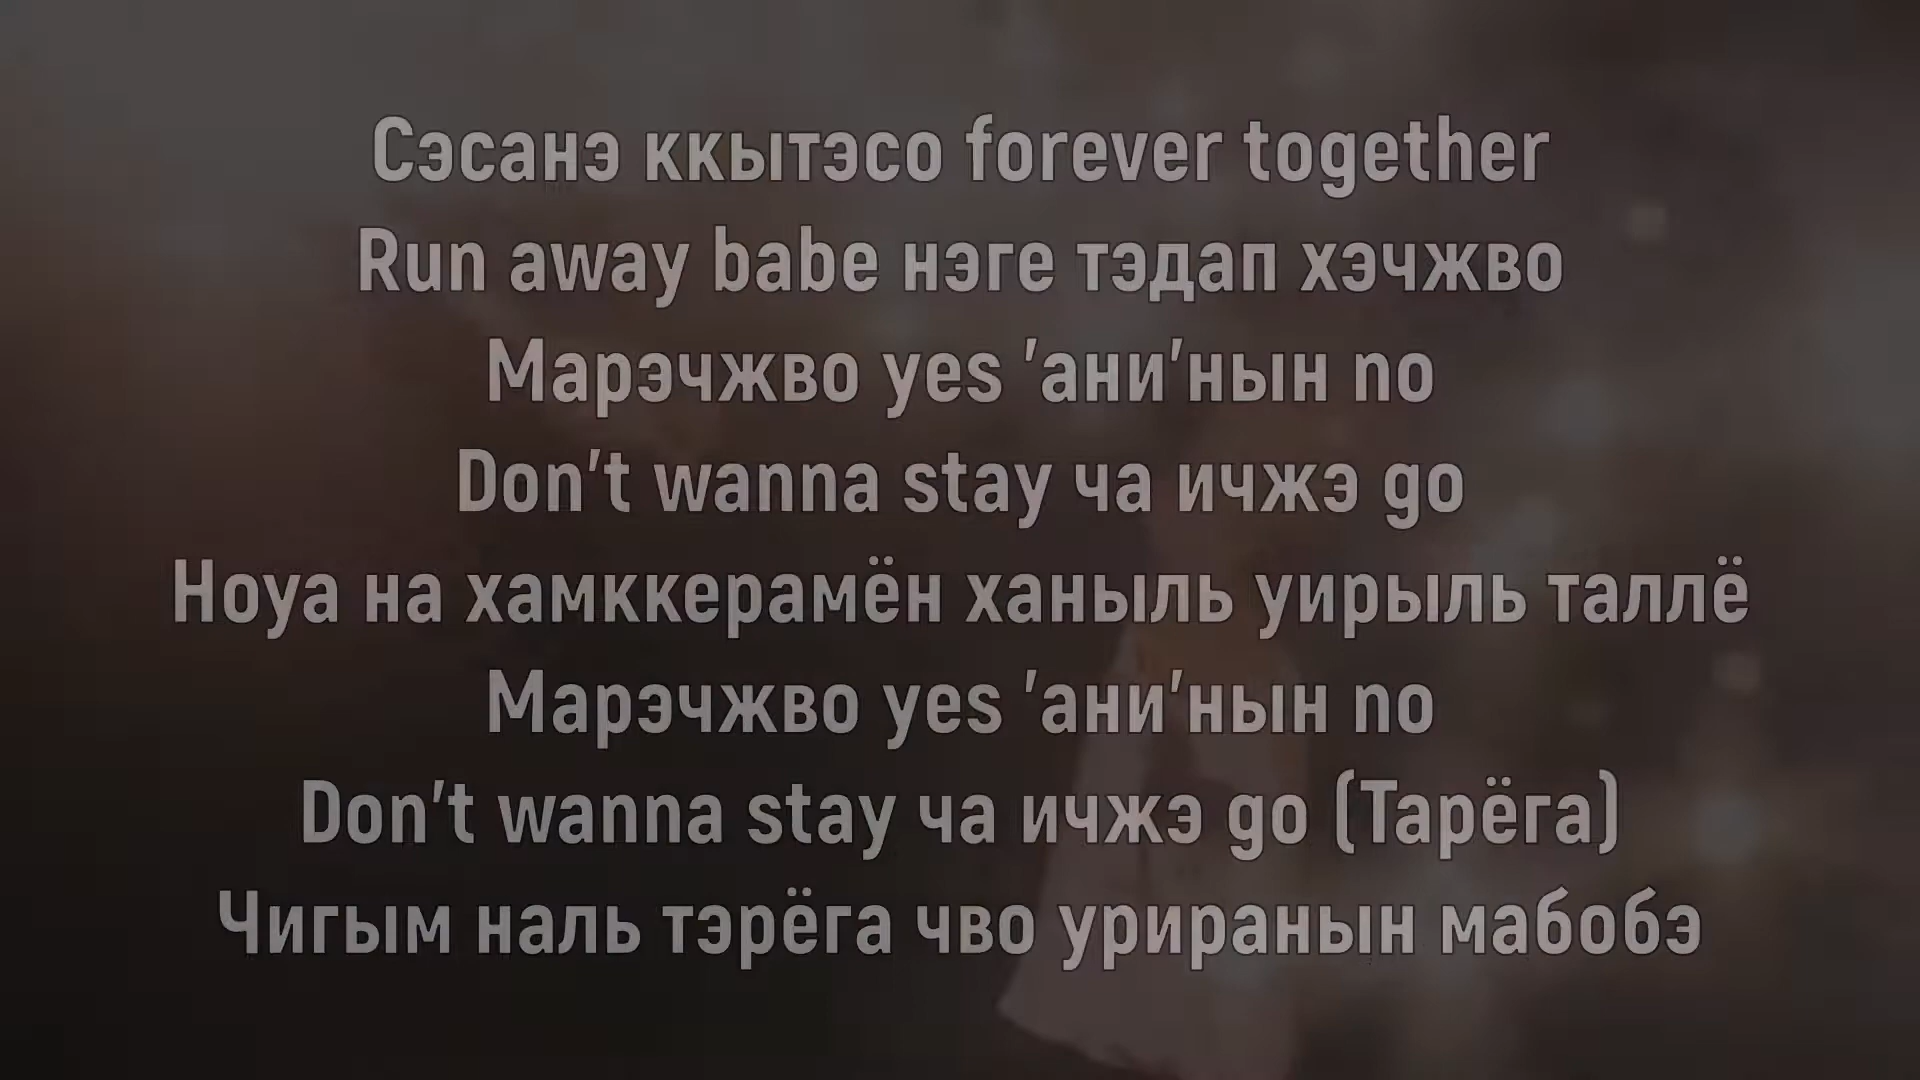 Сэсанэ ккытэсо forever together
Run away babe нэге тэдап хэчжво
Марэчжво yes 'ани'нын no
Don't wanna stay ча ичжэ go
Ноуа на хамккерамён ханыль уирыль таллё
Марэчжво yes 'ани'нын no
Don't wanna stay ча ичжэ go (Тарёга)
Чигым наль тэрёга чво уриранын мабобэ